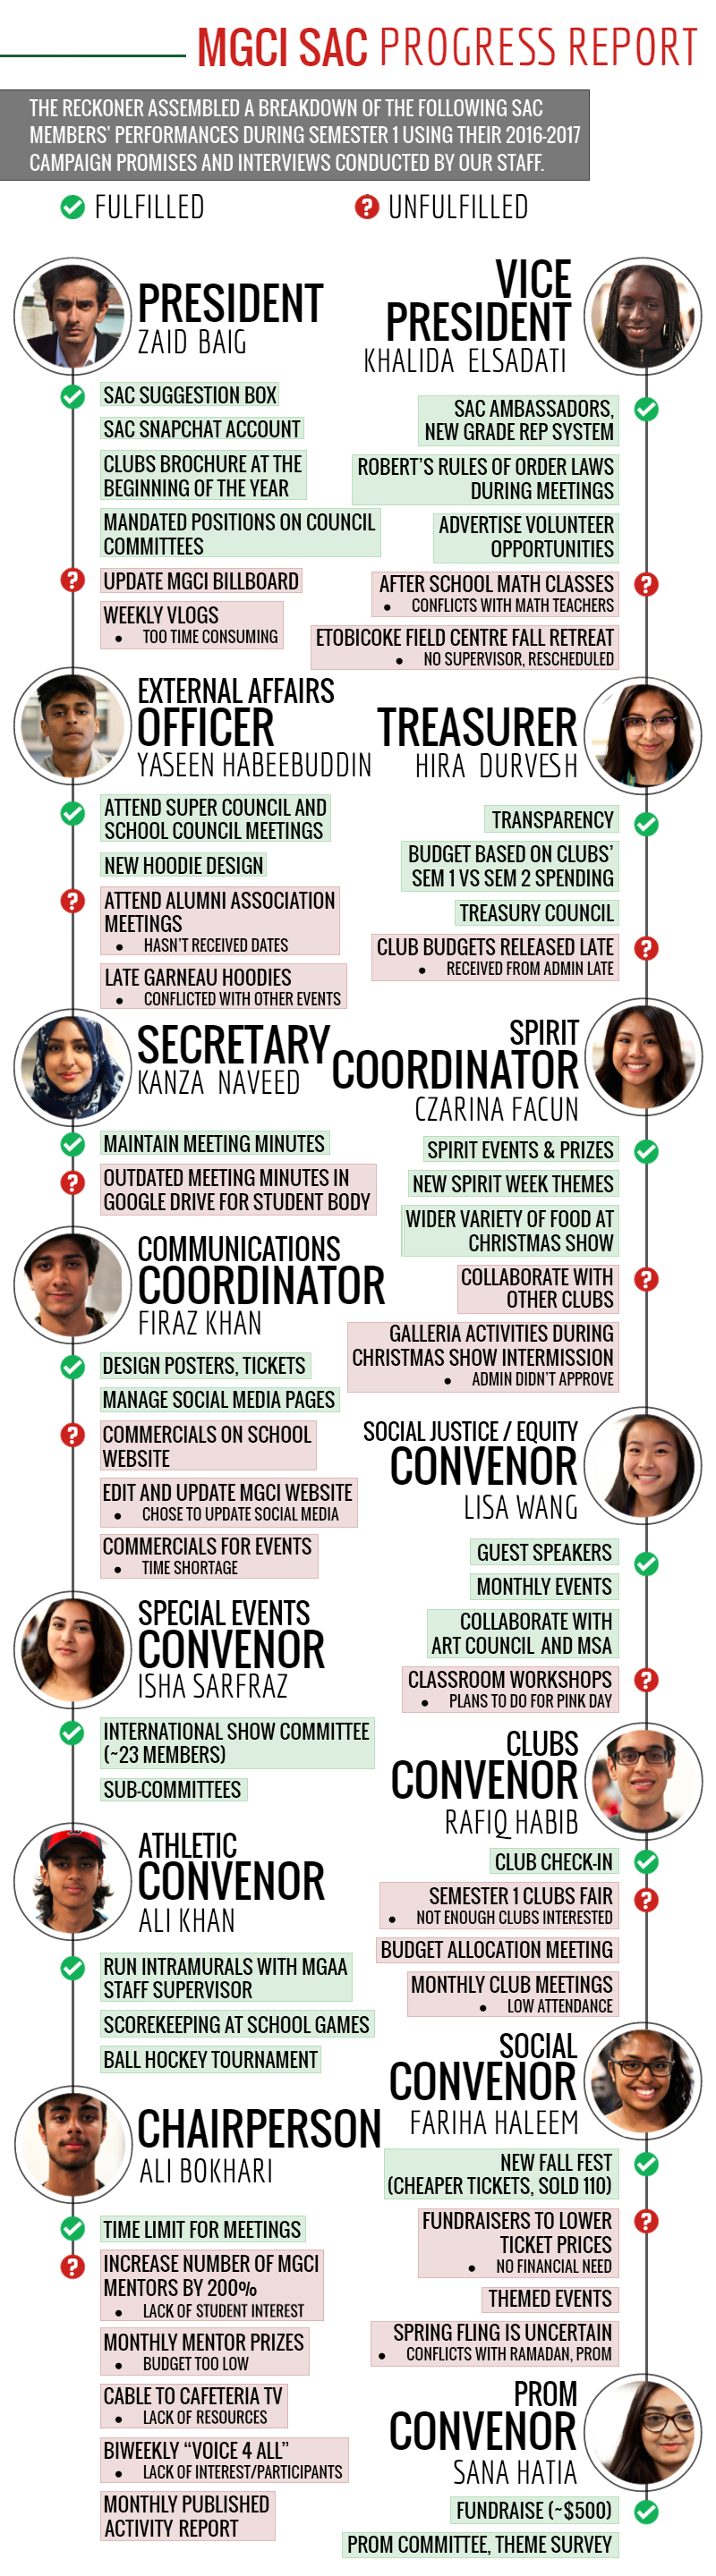 MGCI SAC PROGRESS REPORT
THE RECKONER ASSEMBLED A BREAKDOWN OF THE FOLLOWING SAC
MEMBERS' PERFORMANCES DURING SEMESTER 1 USING THEIR 2016-2017
CAMPAIGN PROMISES AND INTERVIEWS CONDUCTED BY OUR STAFF.
FULFILLED
UNFULFILLED
PRESIDENT
ZAID BAIG
SAC SUGGESTION BOX
SAC SNAPCHAT ACCOUNT
CLUBS BROCHURE AT THE
BEGINNING OF THE YEAR
MANDATED POSITIONS ON COUNCIL
COMMITTEES
UPDATE MGCI BILLBOARD
WEEKLY VLOGS
• TOO TIME CONSUMING
VICE
PRESIDENT
KHALIDA ELSADATI
SAC AMBASSADORS,
NEW GRADE REP SYSTEM
ROBERT'S RULES OF ORDER LAWS
DURING MEETINGS
ADVERTISE VOLUNTEER
OPPORTUNITIES
AFTER SCHOOL MATH CLASSES
• CONFLICTS WITH MATH TEACHERS
ETOBICOKE FIELD CENTRE FALL RETREAT
• NO SUPERVISOR, RESCHEDULED
EXTERNAL AFFAIRS
OFFICER
YASEEN HABEEBUDDIN
ATTEND SUPER COUNCIL AND
SCHOOL COUNCIL MEETINGS
NEW HOODIE DESIGN
ATTEND ALUMNI ASSOCIATION
MEETINGS
• HASN'T RECEIVED DATES
LATE GARNEAU HOODIES
• CONFLICTED WITH OTHER EVENTS
TREASURER
HIRA DURVESH
TRANSPARENCY
BUDGET BASED ON CLUBS'
SEM 1 VS SEM 2 SPENDING
TREASURY COUNCIL
CLUB BUDGETS RELEASED LATE
• RECEIVED FROM ADMIN LATE
SECRETARY
KANZA NAVEED
MAINTAIN MEETING MINUTES
OUTDATED MEETING MINUTES IN
GOOGLE DRIVE FOR STUDENT BODY
SPIRIT
COORDINATOR
CZARINA FACUN
SPIRIT EVENTS & PRIZES
NEW SPIRIT WEEK THEMES
WIDER VARIETY OF FOOD AT
CHRISTMAS SHOW
COLLABORATE WITH
OTHER CLUBS
GALLERIA ACTIVITIES DURING
CHRISTMAS SHOW INTERMISSION
• ADMIN DIDN'T APPROVE
COMMUNICATIONS
COORDINATOR
FIRAZ KHAN
DESIGN POSTERS, TICKETS
MANAGE SOCIAL MEDIA PAGES
COMMERCIALS ON SCHOOL
WEBSITE
EDIT AND UPDATE MGCI WEBSITE
• CHOSE TO UPDATE SOCIAL MEDIA
COMMERCIALS FOR EVENTS
• TIME SHORTAGE
SOCIAL JUSTICE / EQUITY
CONVENOR
LISA WANG
GUEST SPEAKERS
MONTHLY EVENTS
COLLABORATE WITH
ART COUNCIL AND MSA
CLASSROOM WORKSHOPS
• PLANS TO DO FOR PINK DAY
SPECIAL EVENTS
CONVENOR
ISHA SARFRAZ
INTERNATIONAL SHOW COMMITTEE
(~23 MEMBERS)
SUB-COMMITTEES
CLUBS
CONVENOR
RAFIQ HABIB
CLUB CHECK-IN
SEMESTER 1 CLUBS FAIR
• NOT ENOUGH CLUBS INTERESTED
BUDGET ALLOCATION MEETING
MONTHLY CLUB MEETINGS
• LOW ATTENDANCE
ATHLETIC
CONVENOR
ALI KHAN
RUN INTRAMURALS WITH MGAA
STAFF SUPERVISOR
SCOREKEEPING AT SCHOOL GAMES
BALL HOCKEY TOURNAMENT
SOCIAL
CONVENOR
FARIHA HALEEM
NEW FALL FEST
(CHEAPER TICKETS, SOLD 110)
FUNDRAISERS TO LOWER
TICKET PRICES
• NO FINANCIAL NEED
THEMED EVENTS
SPRING FLING IS UNCERTAIN
• CONFLICTS WITH RAMADAN, PROM
CHAIRPERSON
ALI BOKHARI
TIME LIMIT FOR MEETINGS
INCREASE NUMBER OF MGCI
MENTORS BY 200%
• LACK OF STUDENT INTEREST
MONTHLY MENTOR PRIZES
• BUDGET TOO LOW
CABLE TO CAFETERIA TV
• LACK OF RESOURCES
BIWEEKLY “VOICE 4 ALL”
• LACK OF INTEREST/PARTICIPANTS
MONTHLY PUBLISHED
ACTIVITY REPORT
PROM
CONVENOR
SANA HATIA
FUNDRAISE (~$500)
PROM COMMITTEE, THEME SURVEY